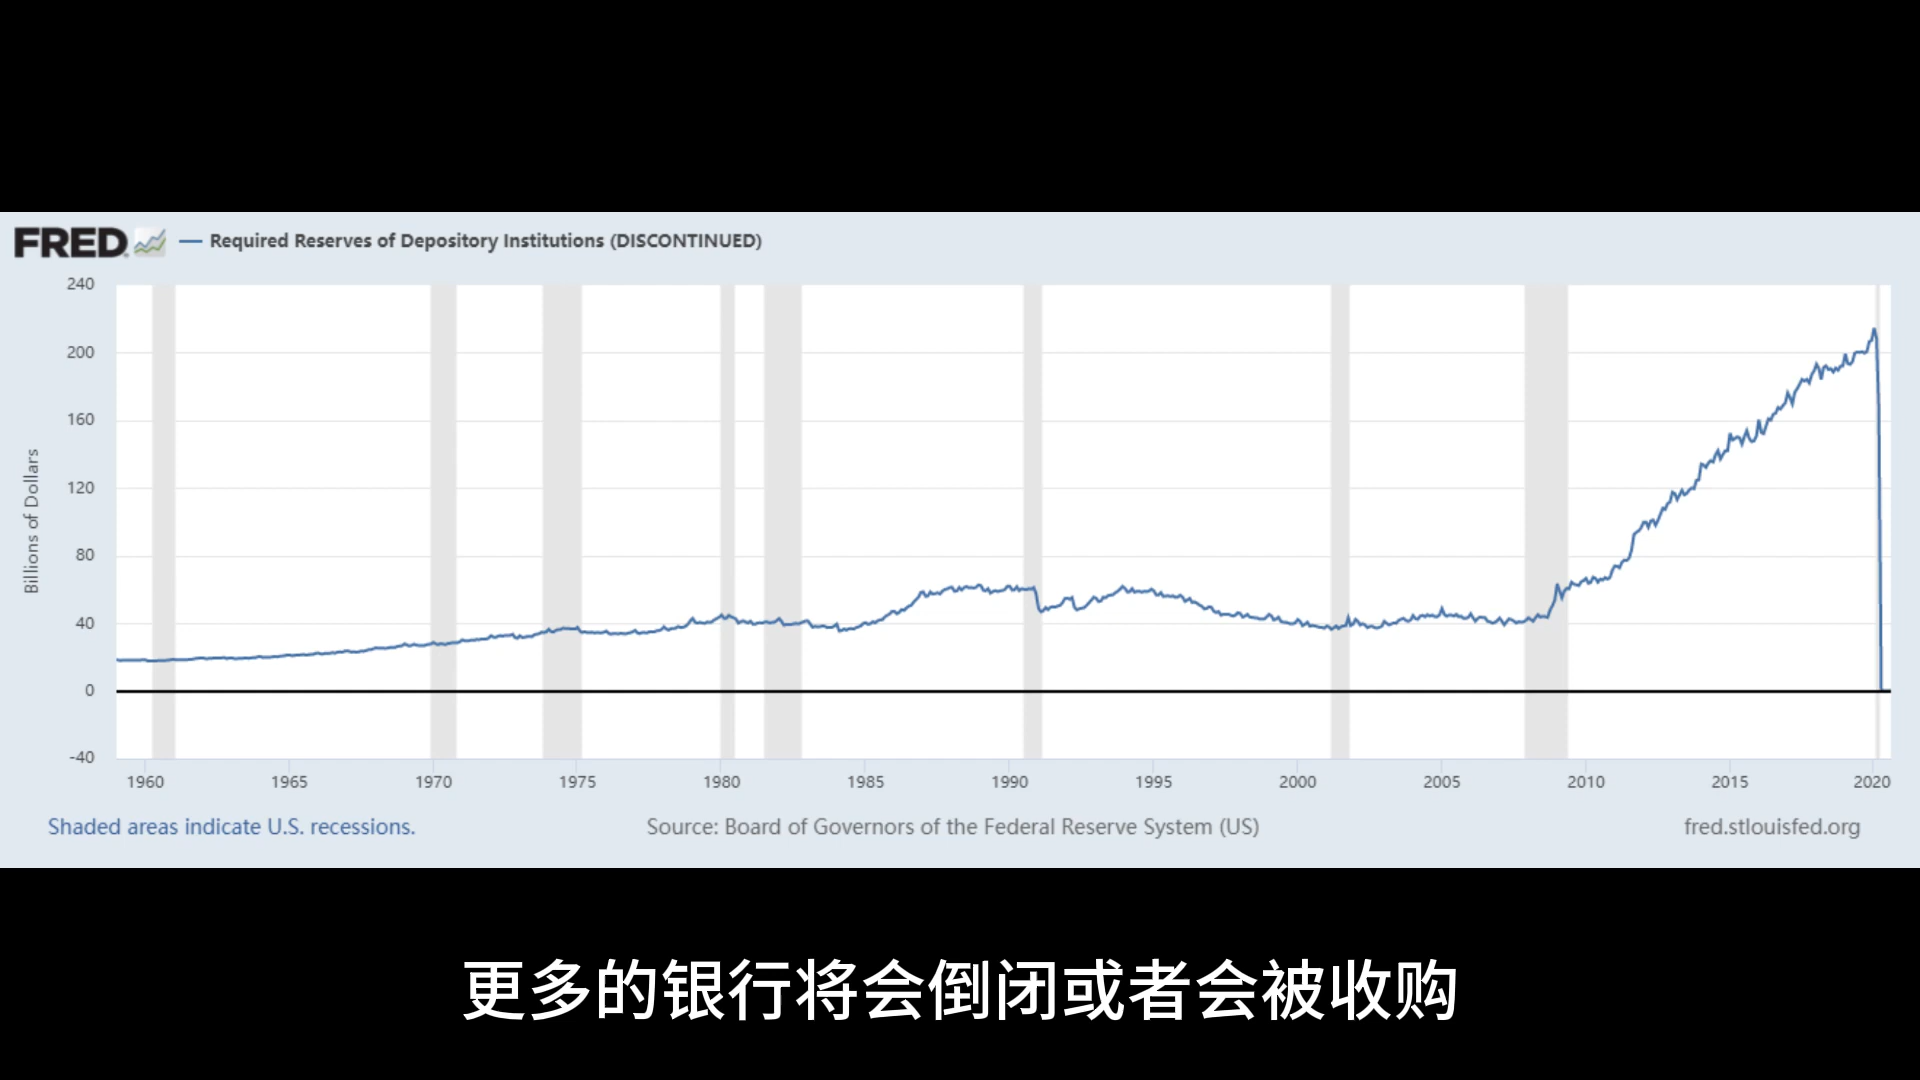 FRED
Required Reserves of Depository Institutions (DISCONTINUED)
Billions of Dollars
240
200
160
120
80
40
0
-40
1960 1965 1970 1975 1980 1985 1990 1995 2000 2005 2010 2015 2020
Shaded areas indicate U.S. recessions. Source: Board of Governors of the Federal Reserve System (US) fred.stlouisfed.org
更多的银行将会倒闭或者会被收购